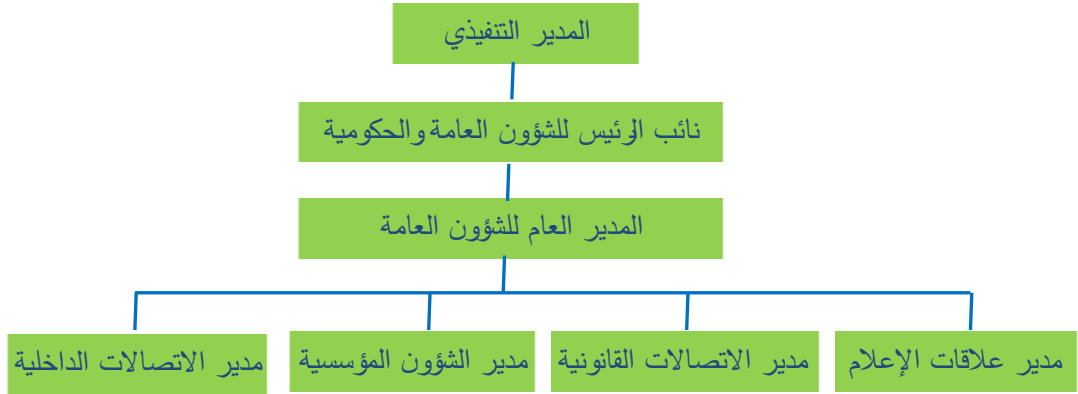 المدير التنفيذي
نائب الرئيس للشؤون العامة والحكومية
المدير العام للشؤون العامة
مدير علاقات الإعلام
مدير الاتصالات القانونية
مدير الشؤون المؤسسية
مدير الاتصالات الداخلية